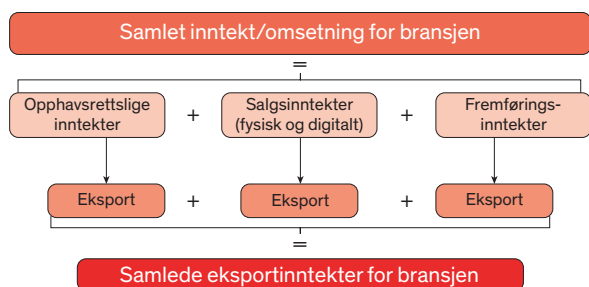 Samlet inntekt/omsetning for bransjen
=
Opphavsrettslige
inntekter
+
Salgsinntekter
(fysisk og digitalt)
+
Fremførings-
inntekter
Eksport
+
Eksport
+
Eksport
=
Samlede eksportinntekter for bransjen